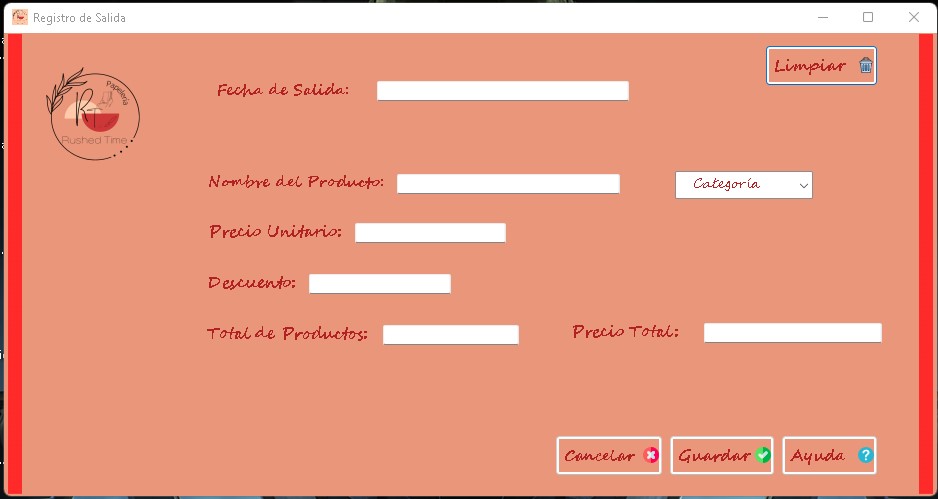 Registro de Salida
Limpiar
Fecha de Salida:
Papelería
RT
Rushed Time
Nombre del Producto:
Categoría
Precio Unitario:
Descuento:
Total de Productos:
Precio Total:
Cancelar
Guardar
Ayuda